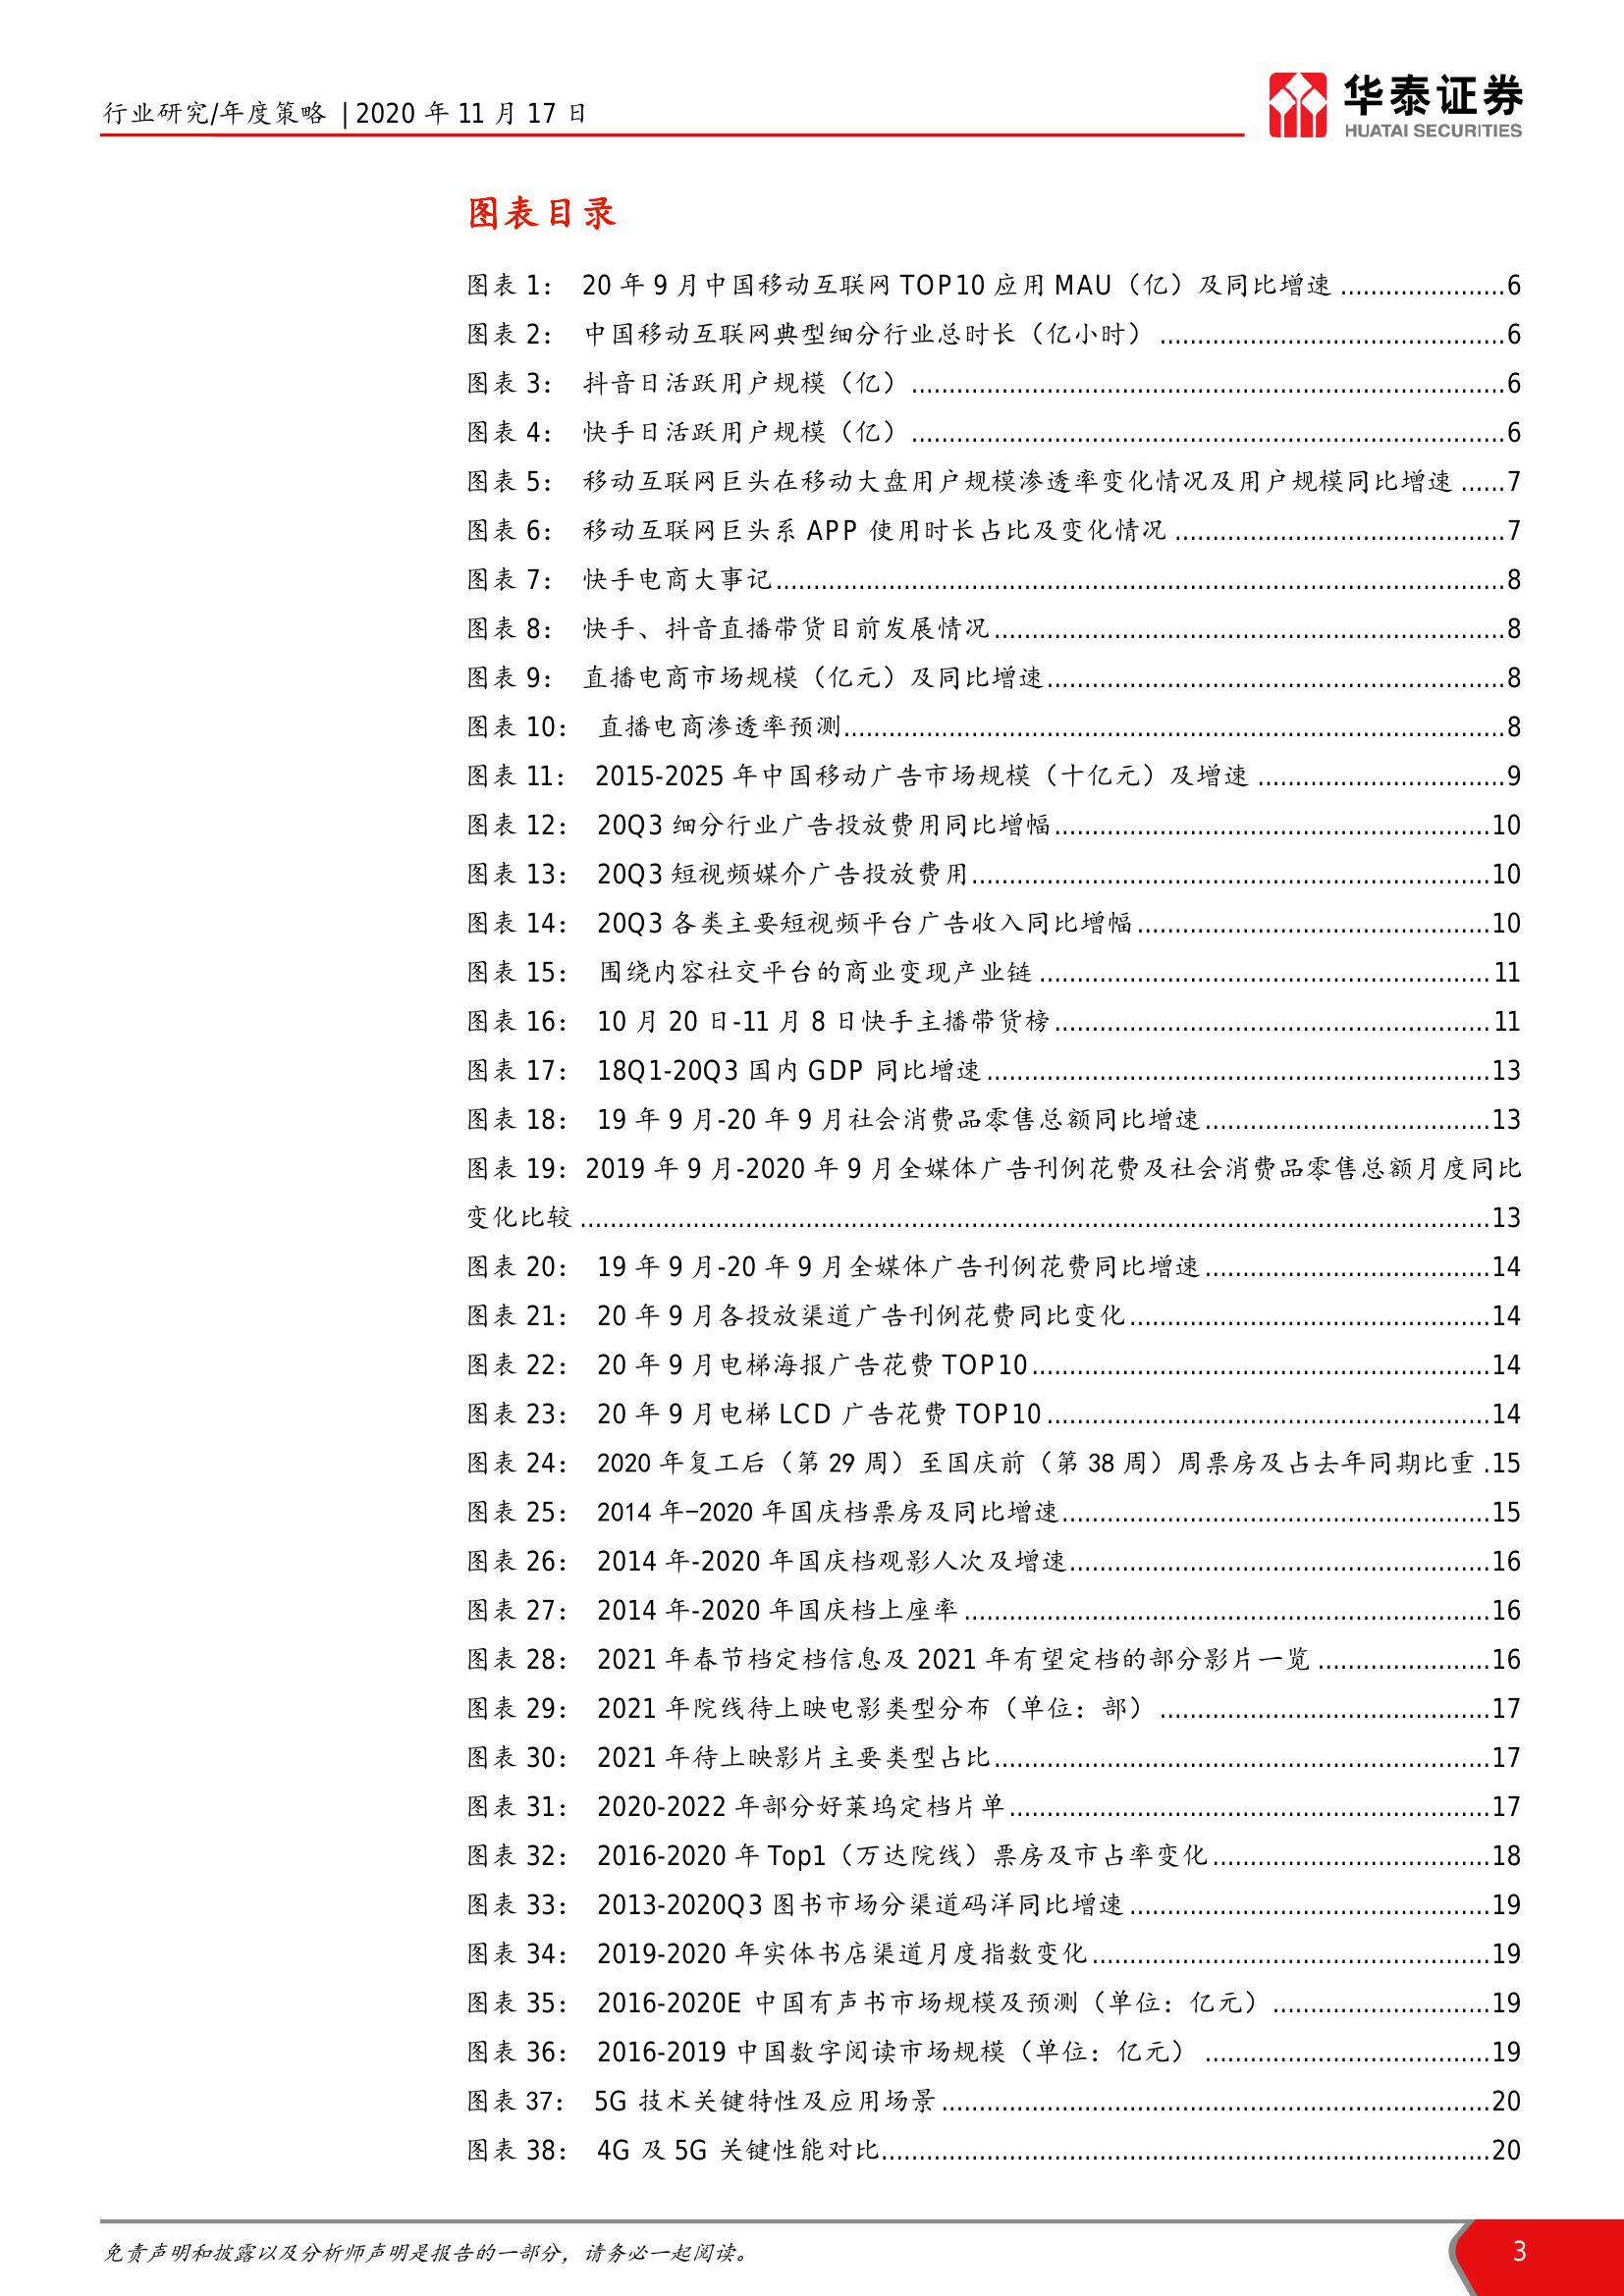 行业研究/年度策略 | 2020 年 11 月 17 日
华泰证券
HUATAI SECURITIES
图表目录
图表 1： 20 年 9 月中国移动互联网 TOP10 应用 MAU（亿）及同比增速 ......................6
图表 2： 中国移动互联网典型细分行业总时长（亿小时） ..............................................6
图表 3： 抖音日活跃用户规模（亿）...............................................................................6
图表 4： 快手日活跃用户规模（亿）...............................................................................6
图表 5： 移动互联网巨头在移动大盘用户规模渗透率变化情况及用户规模同比增速 ......7
图表 6： 移动互联网巨头系 APP 使用时长占比及变化情况 ............................................7
图表 7： 快手电商大事记.................................................................................................8
图表 8： 快手、抖音直播带货目前发展情况....................................................................8
图表 9： 直播电商市场规模（亿元）及同比增速.............................................................8
图表 10： 直播电商渗透率预测........................................................................................8
图表 11： 2015-2025 年中国移动广告市场规模（十亿元）及增速 .................................9
图表 12： 20Q3 细分行业广告投放费用同比增幅..........................................................10
图表 13： 20Q3 短视频媒介广告投放费用.....................................................................10
图表 14： 20Q3 各类主要短视频平台广告收入同比增幅...............................................10
图表 15： 围绕内容社交平台的商业变现产业链 ............................................................11
图表 16： 10 月 20 日-11 月 8 日快手主播带货榜..........................................................11
图表 17： 18Q1-20Q3 国内 GDP 同比增速...................................................................13
图表 18： 19 年 9 月-20 年 9 月社会消费品零售总额同比增速......................................13
图表 19：2019 年 9 月-2020 年 9 月全媒体广告刊例花费及社会消费品零售总额月度同比
变化比较 .........................................................................................................................13
图表 20： 19 年 9 月-20 年 9 月全媒体广告刊例花费同比增速......................................14
图表 21： 20 年 9 月各投放渠道广告刊例花费同比变化................................................14
图表 22： 20 年 9 月电梯海报广告花费 TOP10.............................................................14
图表 23： 20 年 9 月电梯 LCD 广告花费 TOP10...........................................................14
图表 24： 2020 年复工后（第 29 周）至国庆前（第 38 周）周票房及占去年同期比重 .15
图表 25： 2014 年–2020 年国庆档票房及同比增速.........................................................15
图表 26： 2014 年-2020 年国庆档观影人次及增速........................................................16
图表 27： 2014 年-2020 年国庆档上座率 ......................................................................16
图表 28： 2021 年春节档定档信息及 2021 年有望定档的部分影片一览 .......................16
图表 29： 2021 年院线待上映电影类型分布（单位：部） ............................................17
图表 30： 2021 年待上映影片主要类型占比..................................................................17
图表 31： 2020-2022 年部分好莱坞定档片单................................................................17
图表 32： 2016-2020 年 Top1（万达院线）票房及市占率变化.....................................18
图表 33： 2013-2020Q3 图书市场分渠道码洋同比增速................................................19
图表 34： 2019-2020 年实体书店渠道月度指数变化.....................................................19
图表 35： 2016-2020E 中国有声书市场规模及预测（单位：亿元）.............................19
图表 36： 2016-2019 中国数字阅读市场规模（单位：亿元） ......................................19
图表 37： 5G 技术关键特性及应用场景.........................................................................20
图表 38： 4G 及 5G 关键性能对比.................................................................................20
免责声明和披露以及分析师声明是报告的一部分，请务必一起阅读。
3